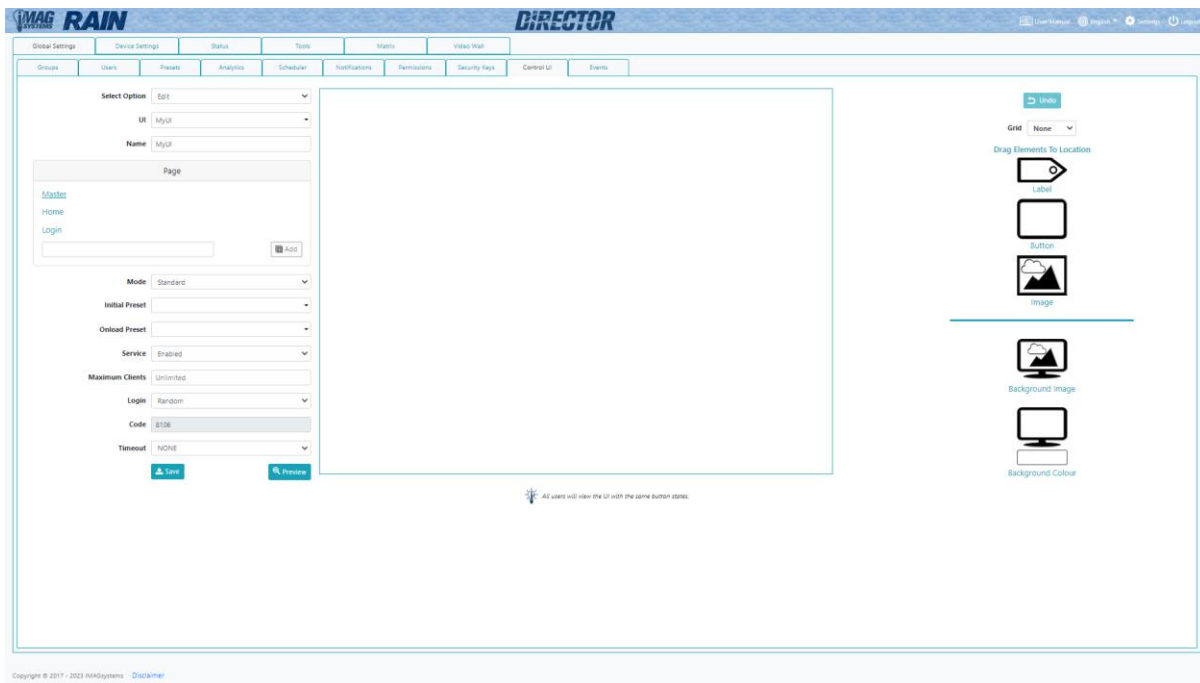 IMAG SYSTEMS RAIN DiRECTOR User Manual English Settings Logout
Global Settings Device Settings Status Tools Matrix Video Wall
Groups Users Presets Analytics Scheduler Notifications Permissions Security Keys Control UI Events
Select Option Edit
UI MyUI
Name MyUI
Page
Master
Home
Login
Add
Mode Standard
Initial Preset
Onload Preset
Service Enabled
Maximum Clients Unlimited
Login Random
Code 8106
Timeout NONE
Save Preview
Undo
Grid None
Drag Elements To Location
Label
Button
Image
Background Image
Background Colour
All users will view the UI with the same button states.
Copyright © 2017 - 2023 IMAGsystems Disclaimer